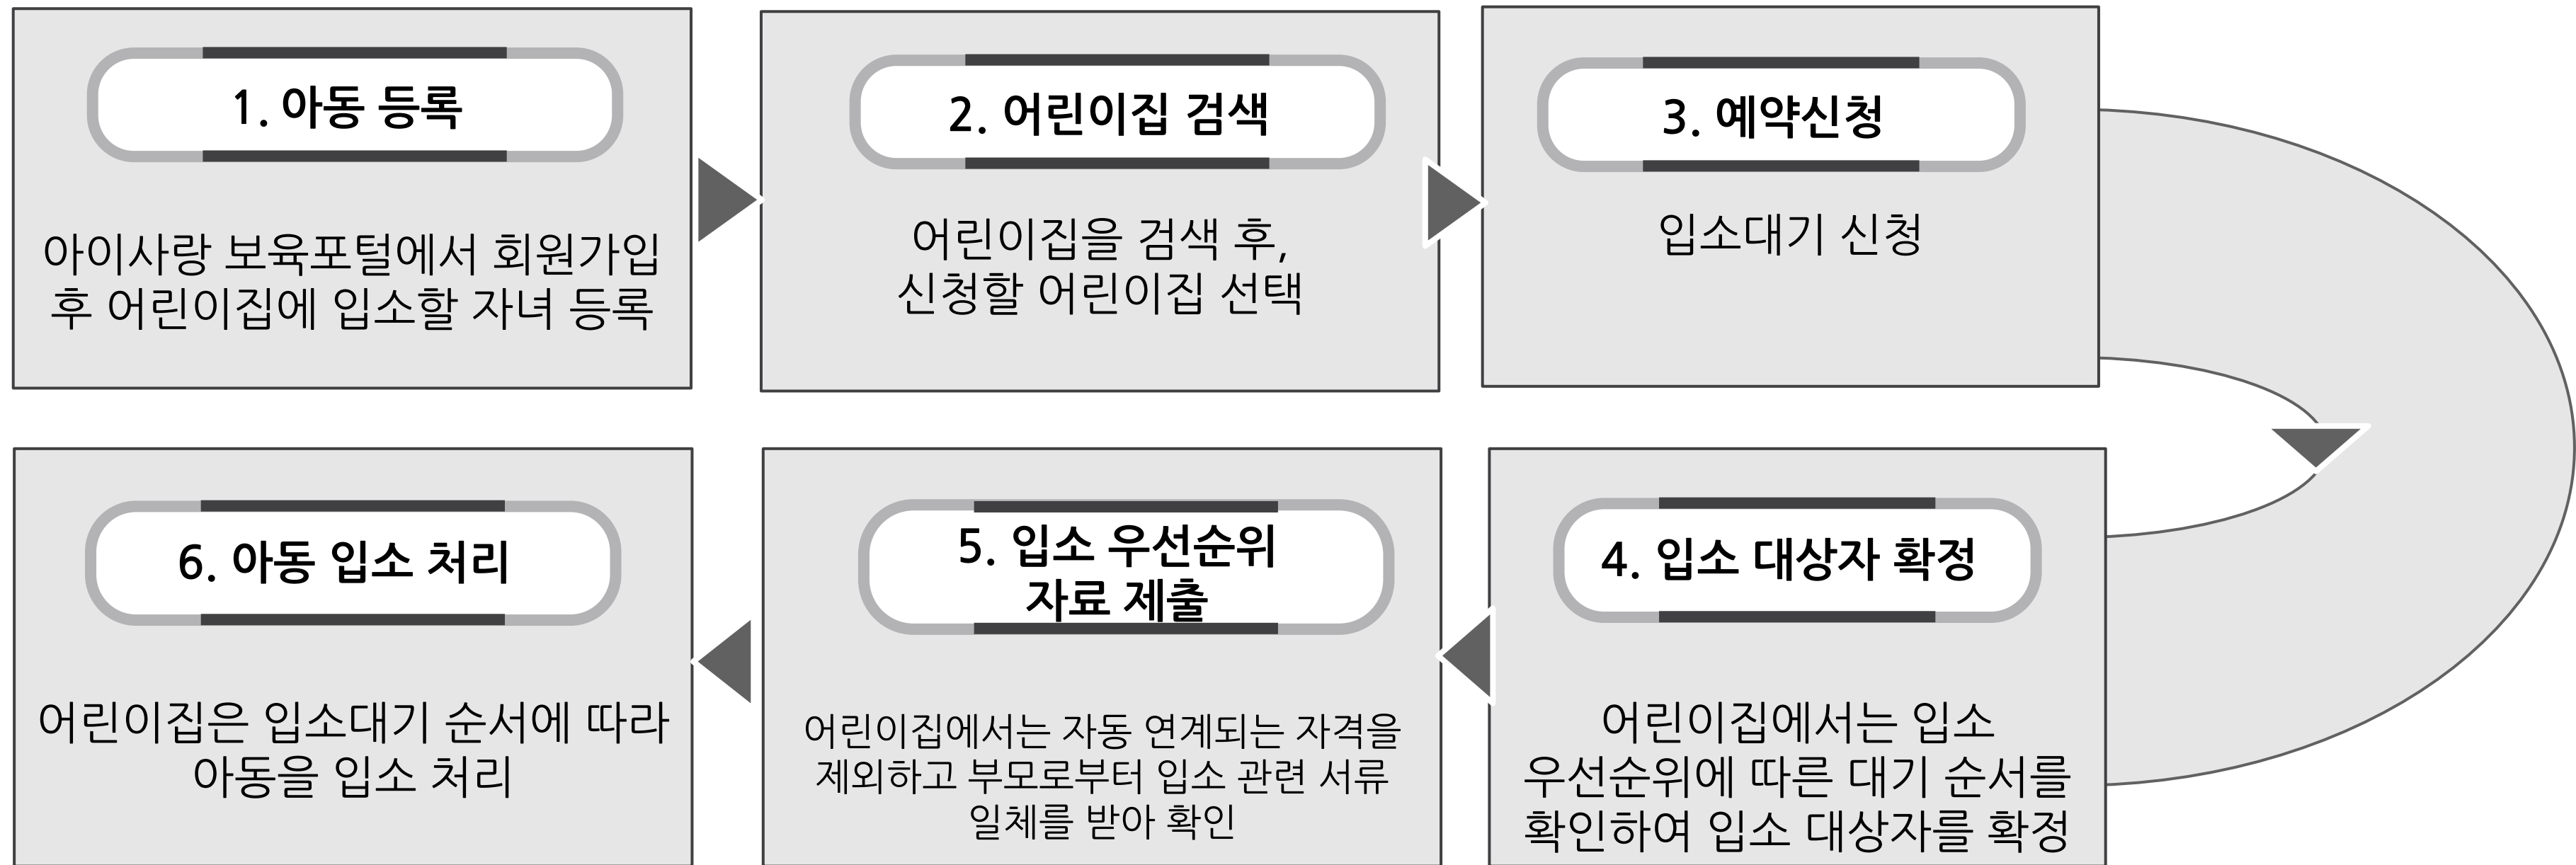 1. 아동 등록
아이사랑 보육포털에서 회원가입
후 어린이집에 입소할 자녀 등록
2. 어린이집 검색
어린이집을 검색 후,
신청할 어린이집 선택
3. 예약신청
입소대기 신청
4. 입소 대상자 확정
어린이집에서는 입소
우선순위에 따른 대기 순서를
확인하여 입소 대상자를 확정
5. 입소 우선순위
자료 제출
어린이집에서는 자동 연계되는 자격을
제외하고 부모로부터 입소 관련 서류
일체를 받아 확인
6. 아동 입소 처리
어린이집은 입소대기 순서에 따라
아동을 입소 처리